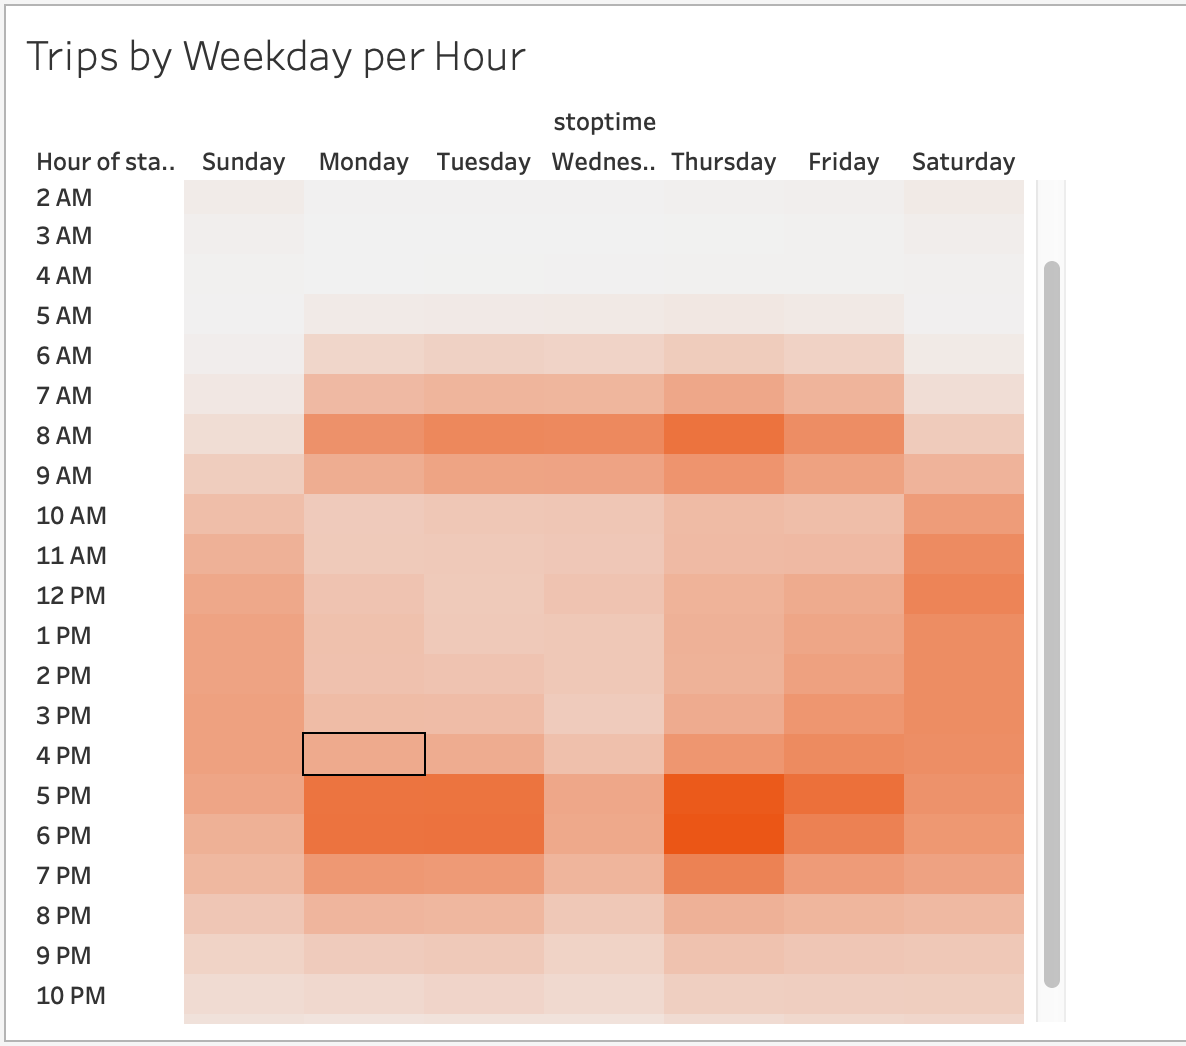 Trips by Weekday per Hour
stoptime
Hour of sta.. Sunday Monday Tuesday Wednes.. Thursday Friday Saturday
2 AM
3 AM
4 AM
5 AM
6 AM
7 AM
8 AM
9 AM
10 AM
11 AM
12 PM
1 PM
2 PM
3 PM
4 PM
5 PM
6 PM
7 PM
8 PM
9 PM
10 PM